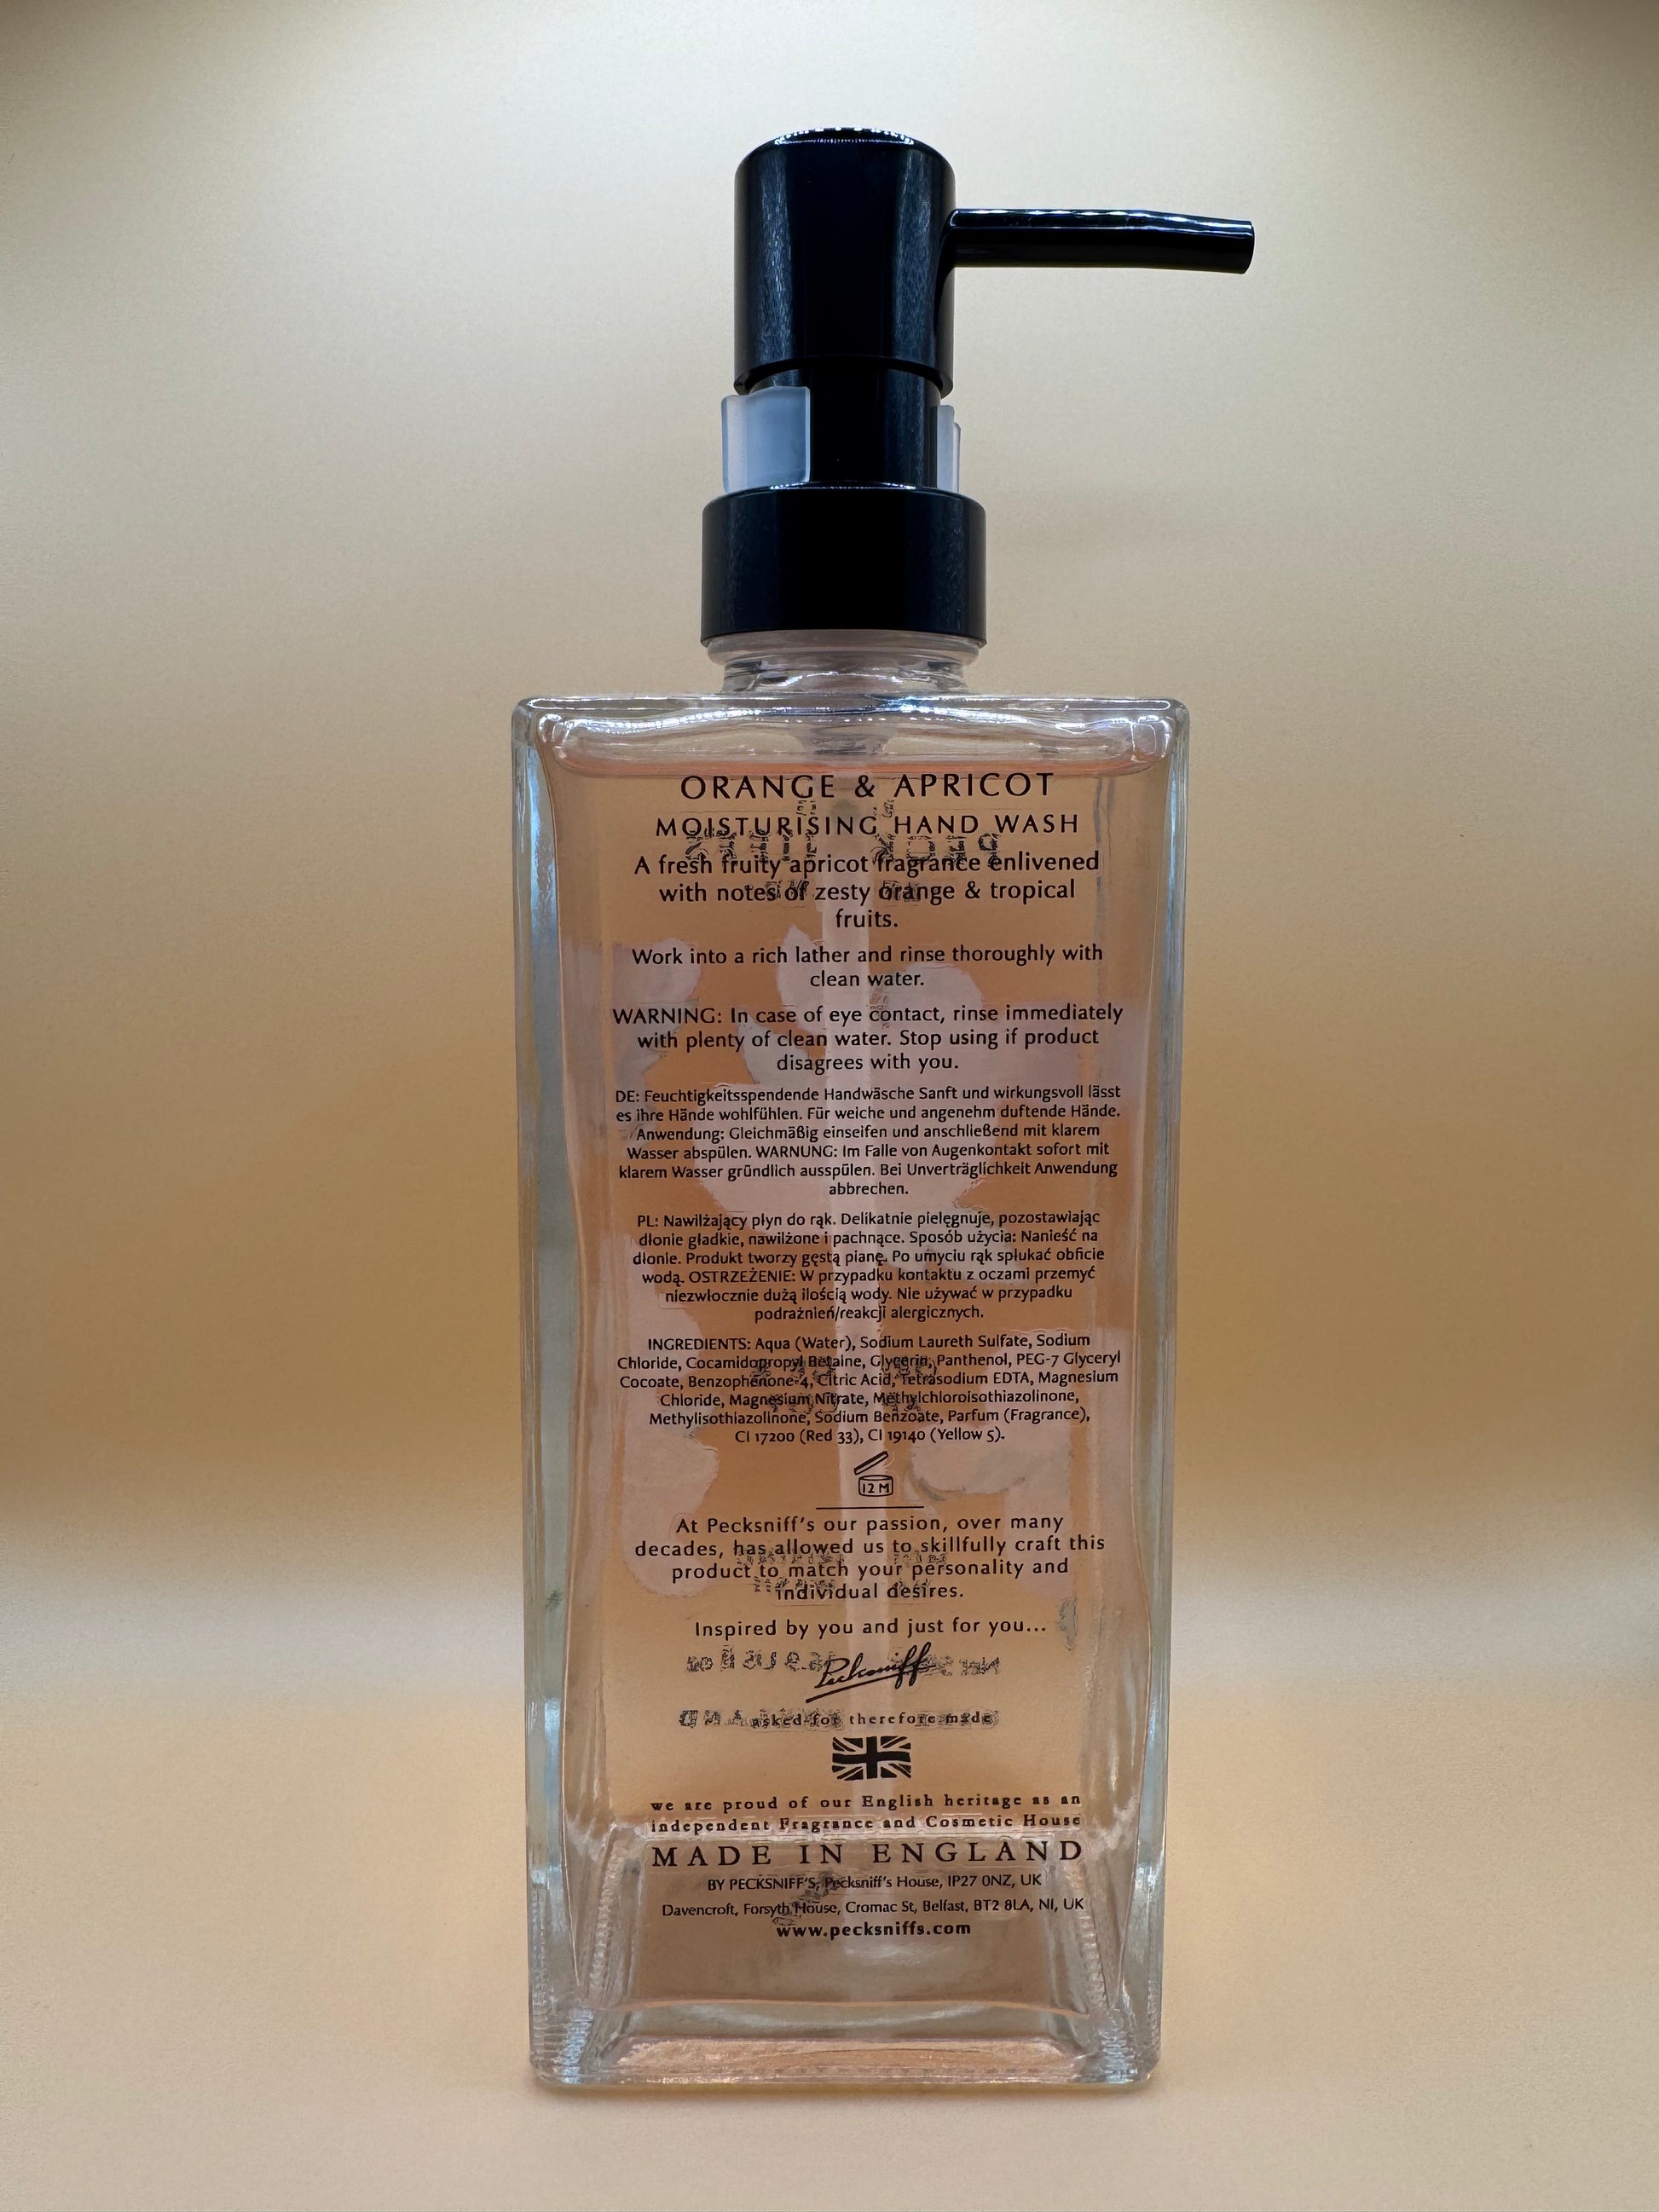 ORANGE & APRICOT
MOISTURISING HAND WASH
A fresh fruity apricot fragrance enlivened
with notes of zesty orange & tropical
fruits.
Work into a rich lather and rinse thoroughly with
clean water.
WARNING: In case of eye contact, rinse immediately
with plenty of clean water. Stop using if product
disagrees with you.
DE: Feuchtigkeitsspendende Handwäsche Sanft und wirkungsvoll lässt
es ihre Hände wohlfühlen. Für weiche und angenehm duftende Hände.
Anwendung: Gleichmäßig einseifen und anschließend mit klarem
Wasser abspülen. WARNUNG: Im Falle von Augenkontakt sofort mit
klarem Wasser gründlich ausspülen. Bei Unverträglichkeit Anwendung
abbrechen.
PL: Nawilżający płyn do rąk. Delikatnie pielęgnuje, pozostawiając
dłonie gładkie, nawilżone i pachnące. Sposób użycia: Nanieść na
dłonie. Produkt tworzy gęstą pianę. Po umyciu rąk spłukać obficie
wodą. OSTRZEŻENIE: W przypadku kontaktu z oczami przemyć
niezwłocznie dużą ilością wody. Nie używać w przypadku
podrażnień/reakcji alergicznych.
INGREDIENTS: Aqua (Water), Sodium Laureth Sulfate, Sodium
Chloride, Cocamidopropyl Betaine, Glycerin, Panthenol, PEG-7 Glyceryl
Cocoate, Benzophenone-4, Citric Acid, Tetrasodium EDTA, Magnesium
Chloride, Magnesium Nitrate, Methylchloroisothiazolinone,
Methylisothiazolinone, Sodium Benzoate, Parfum (Fragrance),
CI 17200 (Red 33), CI 19140 (Yellow 5).
12 M
At Pecksniff's our passion, over many
decades, has allowed us to skillfully craft this
product to match your personality and
individual desires.
Inspired by you and just for you...
Pecksniff
asked for therefore made
we are proud of our English heritage as an
independent Fragrance and Cosmetic House
MADE IN ENGLAND
BY PECKSNIFF'S, Pecksniff's House, IP27 0NZ, UK
Davencroft, Forsyth House, Cromac St, Belfast, BT2 8LA, NI, UK
www.pecksniffs.com